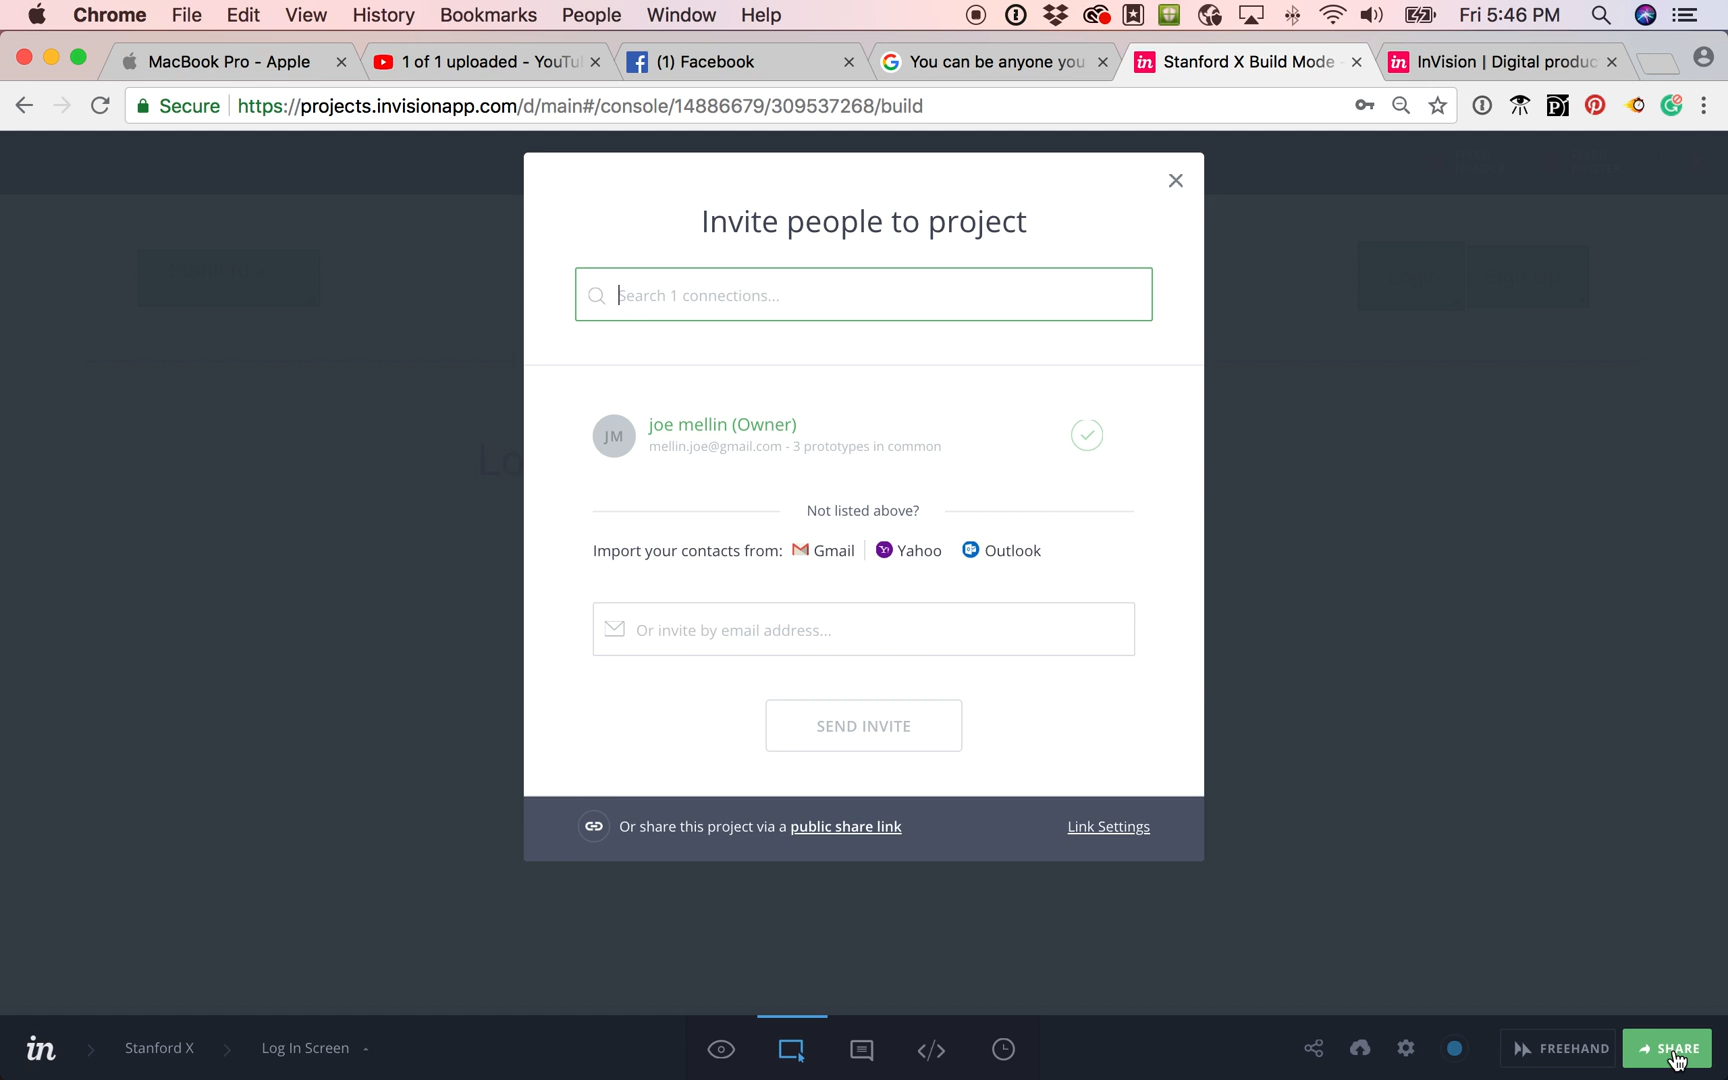 Chrome File Edit View History Bookmarks People Window Help Fri 5:46 PM
MacBook Pro - Apple 1 of 1 uploaded - YouTu (1) Facebook You can be anyone you Stanford X Build Mode - InVision | Digital produc
Secure https://projects.invisionapp.com/d/main#/console/14886679/309537268/build
Invite people to project
Search 1 connections...
JM joe mellin (Owner)
mellin.joe@gmail.com - 3 prototypes in common
Lo
Not listed above?
Import your contacts from: Gmail Yahoo Outlook
Or invite by email address...
SEND INVITE
Or share this project via a public share link Link Settings
in Stanford X Log In Screen FREEHAND SHARE